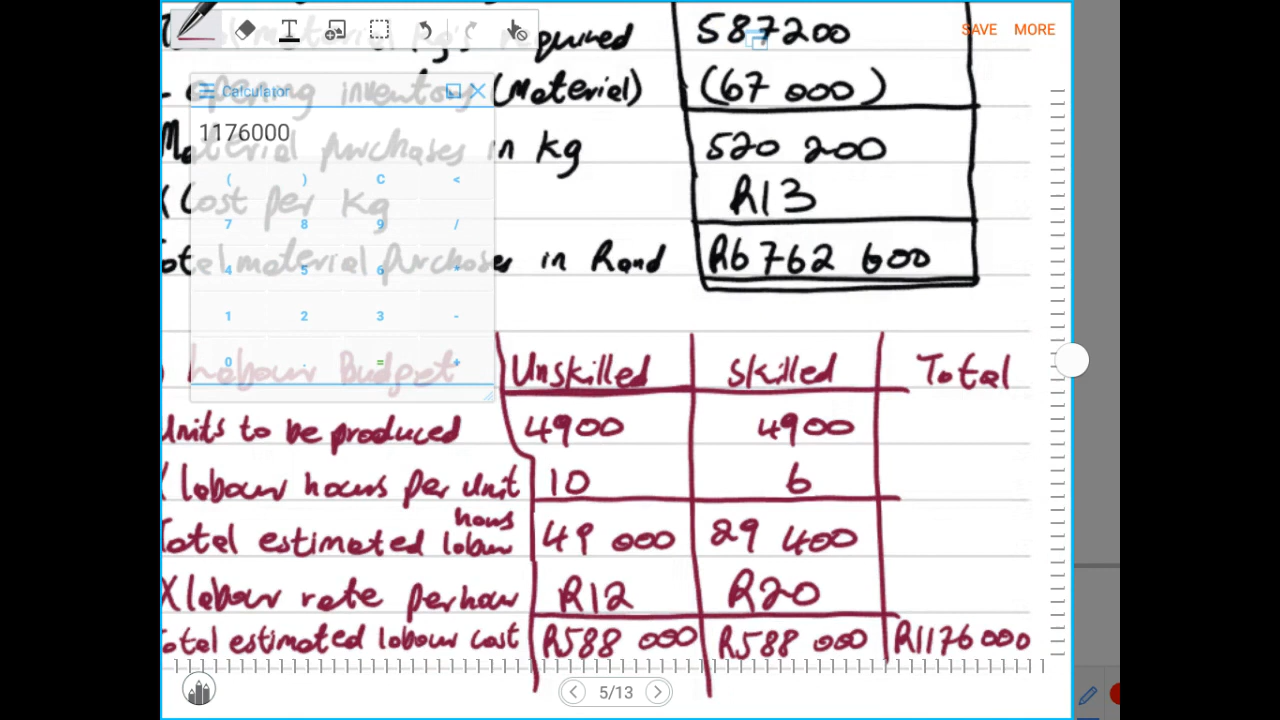 SAVE MORE
required 587200
Calculator
- opening inventory (Material) (67 000)
1176000
Material purchases in kg 520 200
( ) C <
X Cost per kg R13
7 8 9 /
Total material purchases in Rand R6 762 600
4 5 6 *
1 2 3 -
0 . = +
Labour Budget Unskilled Skilled Total
Units to be produced 4900 4900
X labour hours per unit 10 6
Total estimated labour hours 49 000 29 400
X labour rate per hour R12 R20
Total estimated labour cost R588 000 R588 000 R1176 000
5/13